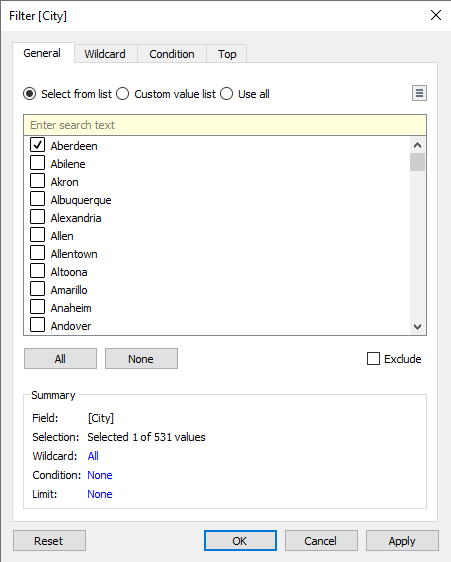 Filter [City]
General Wildcard Condition Top
Select from list Custom value list Use all
Enter search text
Aberdeen
Abilene
Akron
Albuquerque
Alexandria
Allen
Allentown
Altoona
Amarillo
Anaheim
Andover
All None Exclude
Summary
Field: [City]
Selection: Selected 1 of 531 values
Wildcard: All
Condition: None
Limit: None
Reset OK Cancel Apply